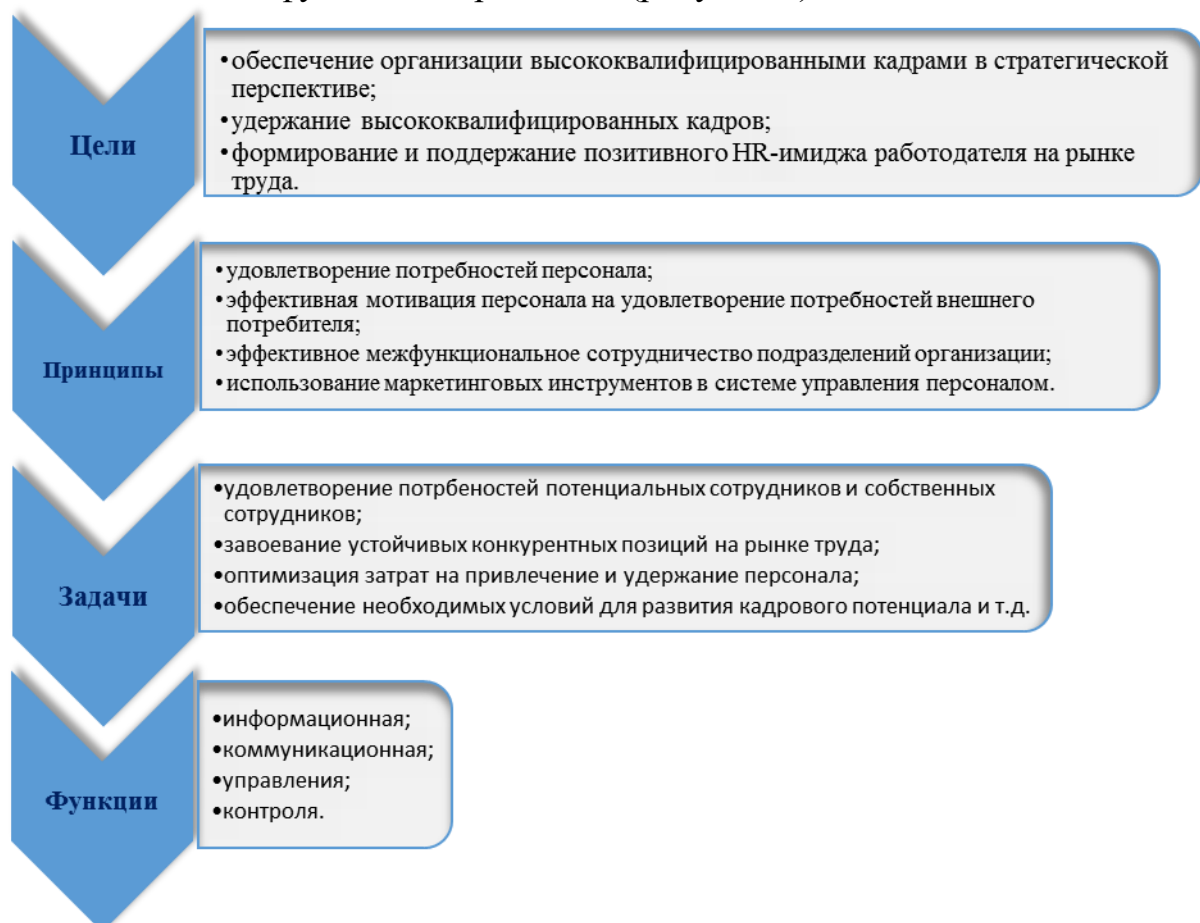 Цели
•обеспечение организации высококвалифицированными кадрами в стратегической
перспективе;
•удержание высококвалифицированных кадров;
•формирование и поддержание позитивного HR-имиджа работодателя на рынке
труда.
Принципы
•удовлетворение потребностей персонала;
•эффективная мотивация персонала на удовлетворение потребностей внешнего
потребителя;
•эффективное межфункциональное сотрудничество подразделений организации;
•использование маркетинговых инструментов в системе управления персоналом.
Задачи
•удовлетворение потрбеностей потенциальных сотрудников и собственных
сотрудников;
•завоевание устойчивых конкурентных позиций на рынке труда;
•оптимизация затрат на привлечение и удержание персонала;
•обеспечение необходимых условий для развития кадрового потенциала и т.д.
Функции
•информационная;
•коммуникационная;
•управления;
•контроля.